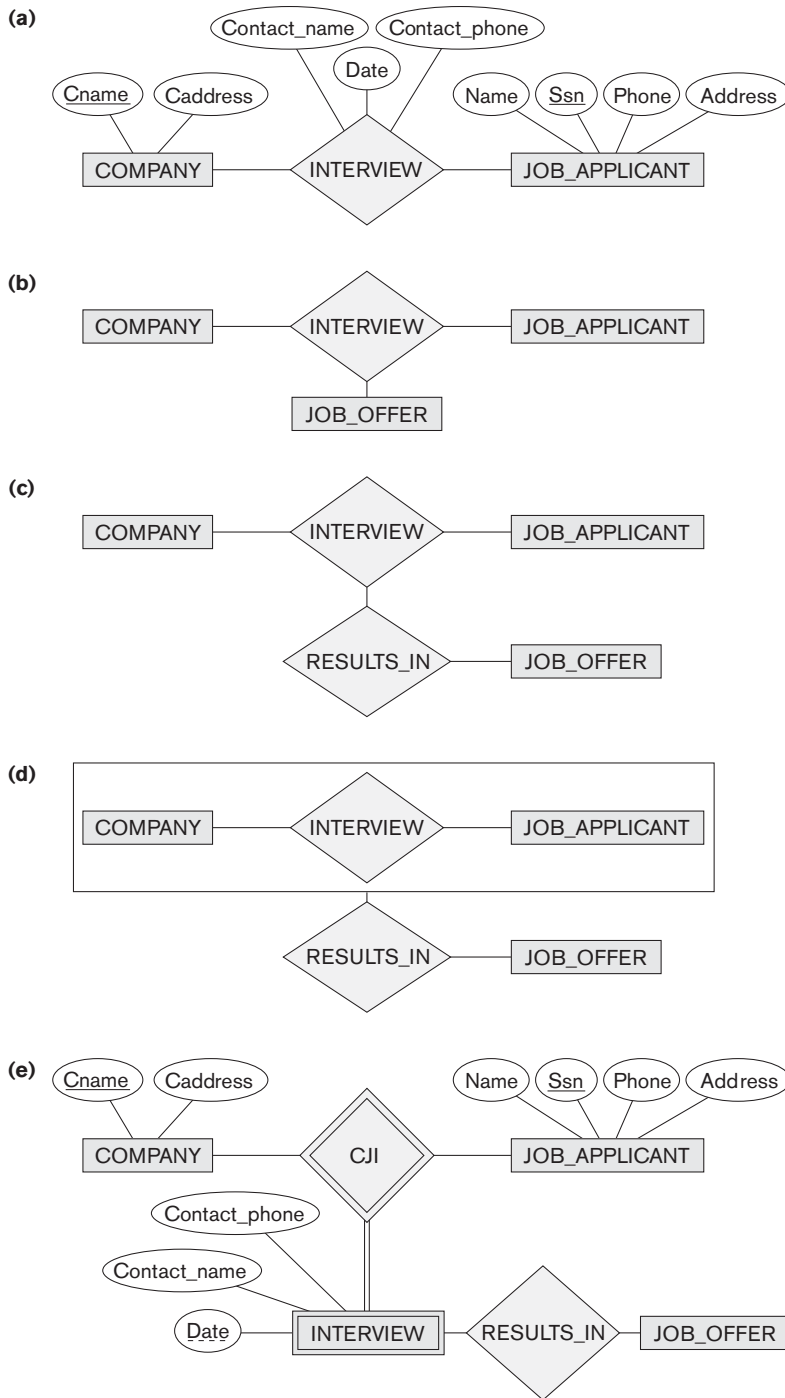 (a)
Contact_name Contact_phone
Date
Cname Caddress Name Ssn Phone Address
COMPANY INTERVIEW JOB_APPLICANT
(b)
COMPANY INTERVIEW JOB_APPLICANT
JOB_OFFER
(c)
COMPANY INTERVIEW JOB_APPLICANT
RESULTS_IN JOB_OFFER
(d)
COMPANY INTERVIEW JOB_APPLICANT
RESULTS_IN JOB_OFFER
(e)
Cname Caddress Name Ssn Phone Address
COMPANY CJI JOB_APPLICANT
Contact_phone
Contact_name
Date INTERVIEW RESULTS_IN JOB_OFFER